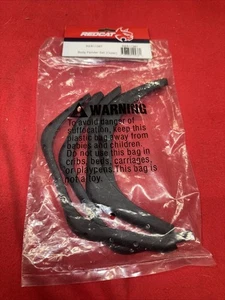 REDCAT
WARNING
To avoid danger of
suffocation, keep this
plastic bag away from
babies and children.
Do not use this bag in
cribs, beds, carriages,
or playpens. This bag is
not a toy.